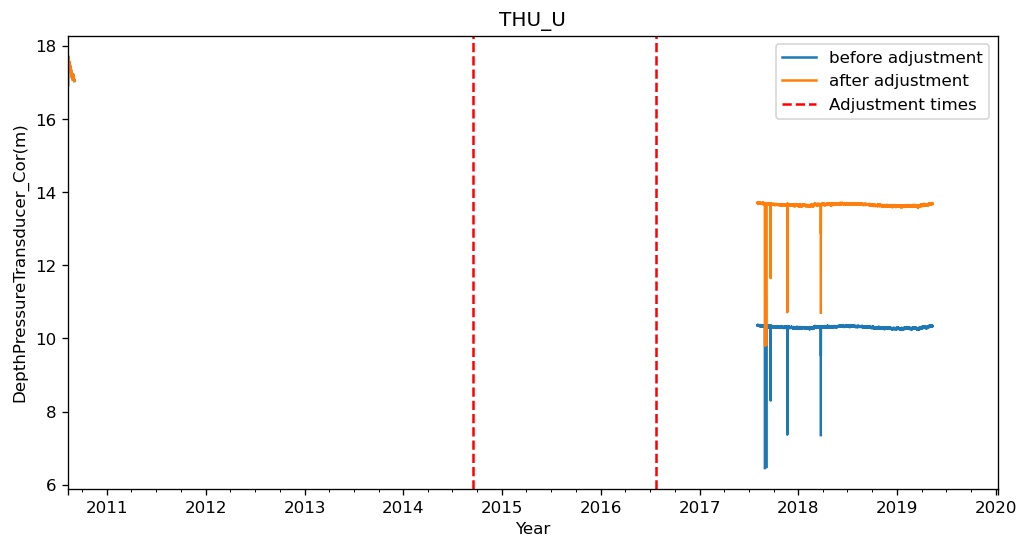 THU_U
before adjustment
after adjustment
Adjustment times
DepthPressureTransducer_Cor(m)
18
16
14
12
10
8
6
2011 2012 2013 2014 2015 2016 2017 2018 2019 2020
Year